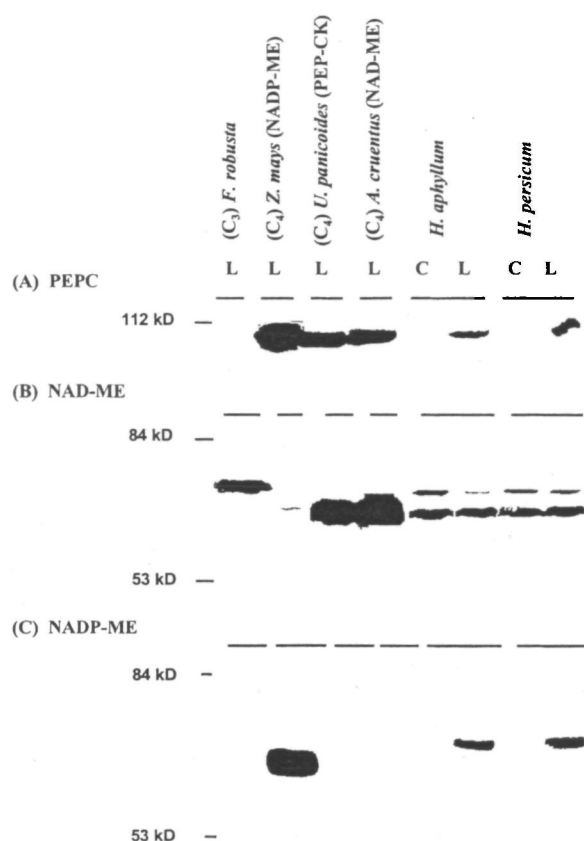 (C3) F. robusta
(C4) Z. mays (NADP-ME)
(C4) U. panicoides (PEP-CK)
(C4) A. cruentus (NAD-ME)
H. aphyllum
H. persicum
L L L L C L C L
(A) PEPC
112 kD
(B) NAD-ME
84 kD
53 kD
(C) NADP-ME
84 kD
53 kD